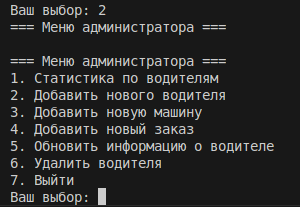 Ваш выбор: 2
=== Меню администратора ===
=== Меню администратора ===
1. Статистика по водителям
2. Добавить нового водителя
3. Добавить новую машину
4. Добавить новый заказ
5. Обновить информацию о водителе
6. Удалить водителя
7. Выйти
Ваш выбор: